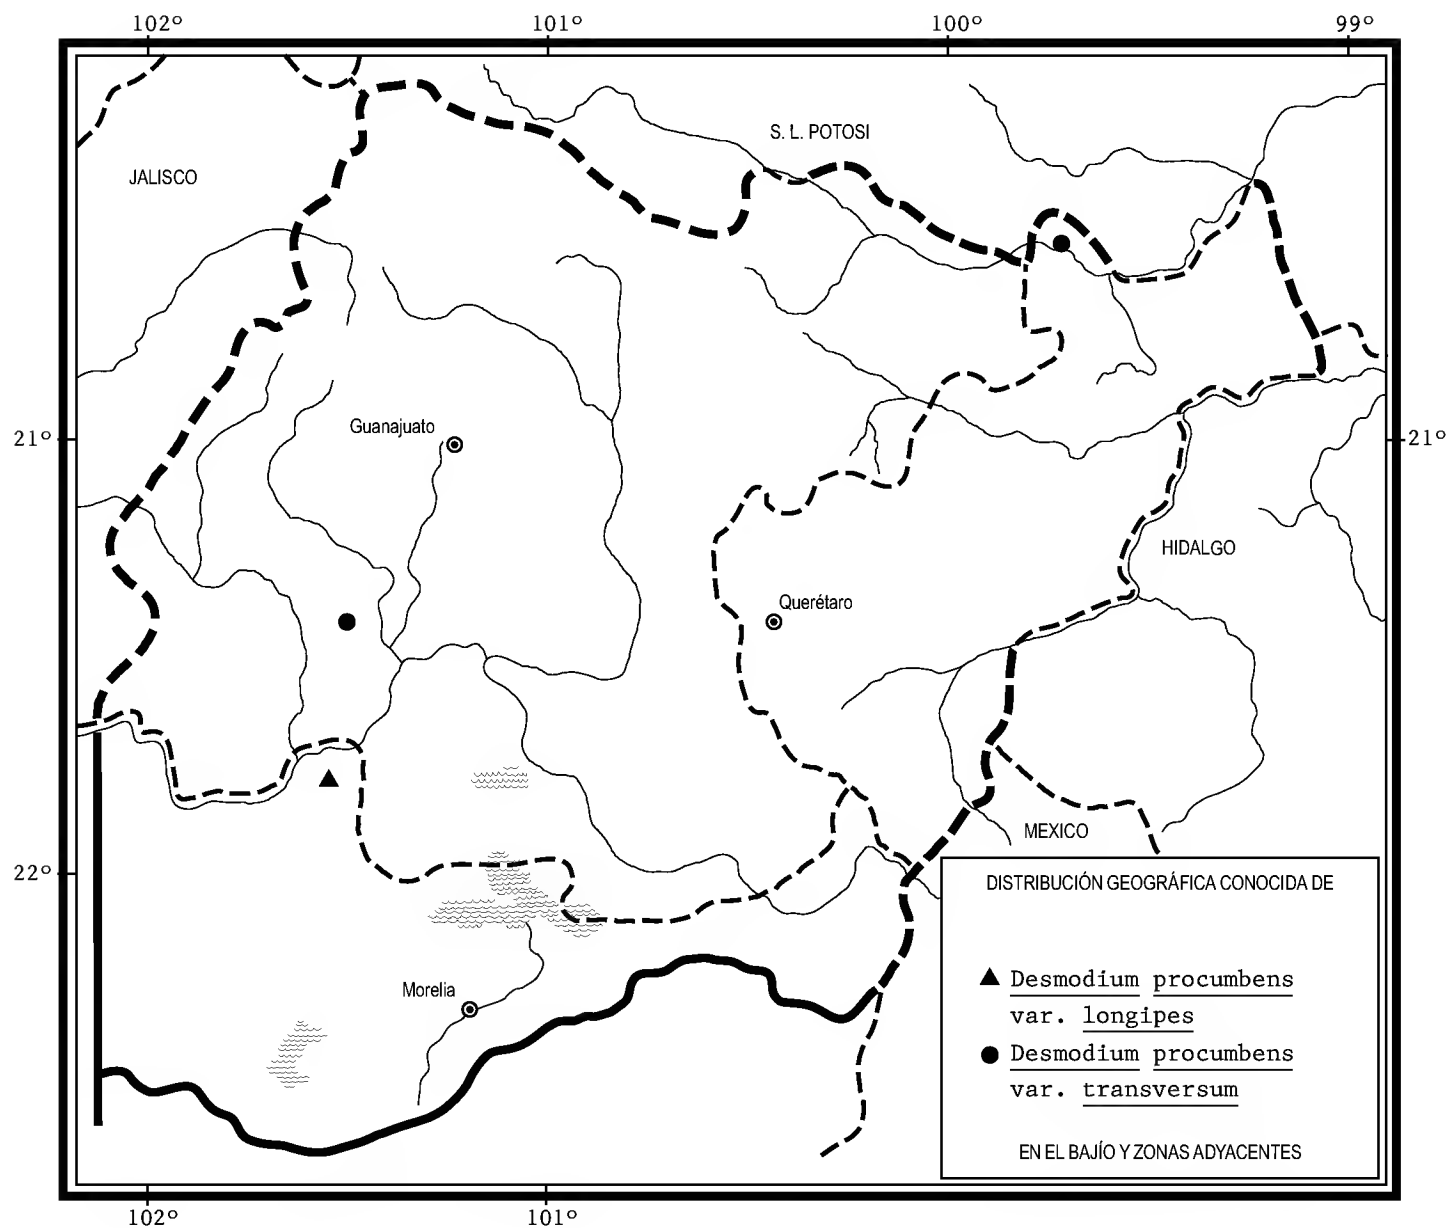 102° 101° 100° 99°
S. L. POTOSI
JALISCO
Guanajuato
21° 21°
HIDALGO
Querétaro
MEXICO
22°
DISTRIBUCIÓN GEOGRÁFICA CONOCIDA DE
Desmodium procumbens
var. longipes
Desmodium procumbens
var. transversum
EN EL BAJÍO Y ZONAS ADYACENTES
Morelia
102° 101°